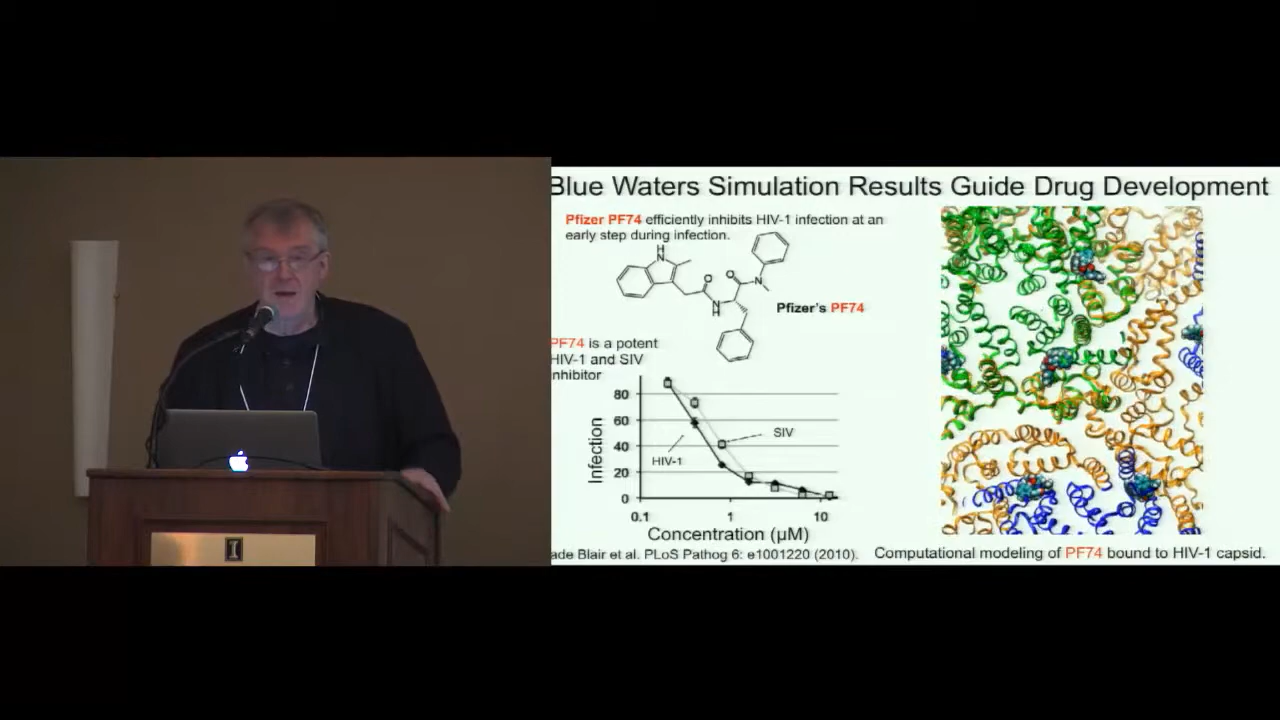 Blue Waters Simulation Results Guide Drug Development
Pfizer PF74 efficiently inhibits HIV-1 infection at an
early step during infection.
H
N
O
O
N
N
H
Pfizer's PF74
PF74 is a potent
HIV-1 and SIV
inhibitor
80
60
40
20
0
Infection
SIV
HIV-1
0.1
1
10
Concentration (µM)
ade Blair et al. PLoS Pathog 6: e1001220 (2010).
Computational modeling of PF74 bound to HIV-1 capsid.
I